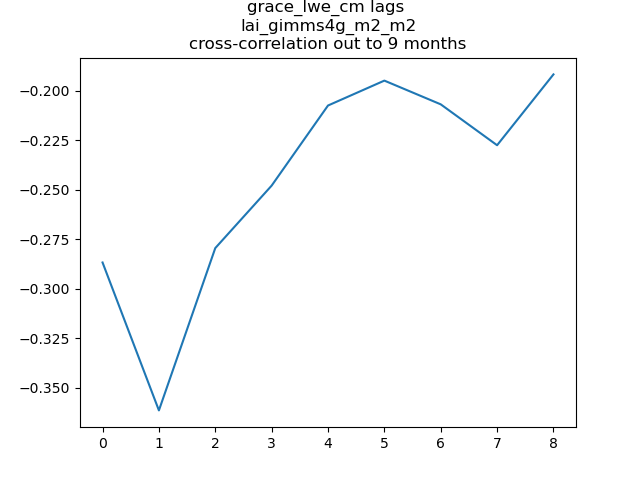 grace_lwe_cm lags
lai_gimms4g_m2_m2
cross-correlation out to 9 months
−0.200
−0.225
−0.250
−0.275
−0.300
−0.325
−0.350
0 1 2 3 4 5 6 7 8